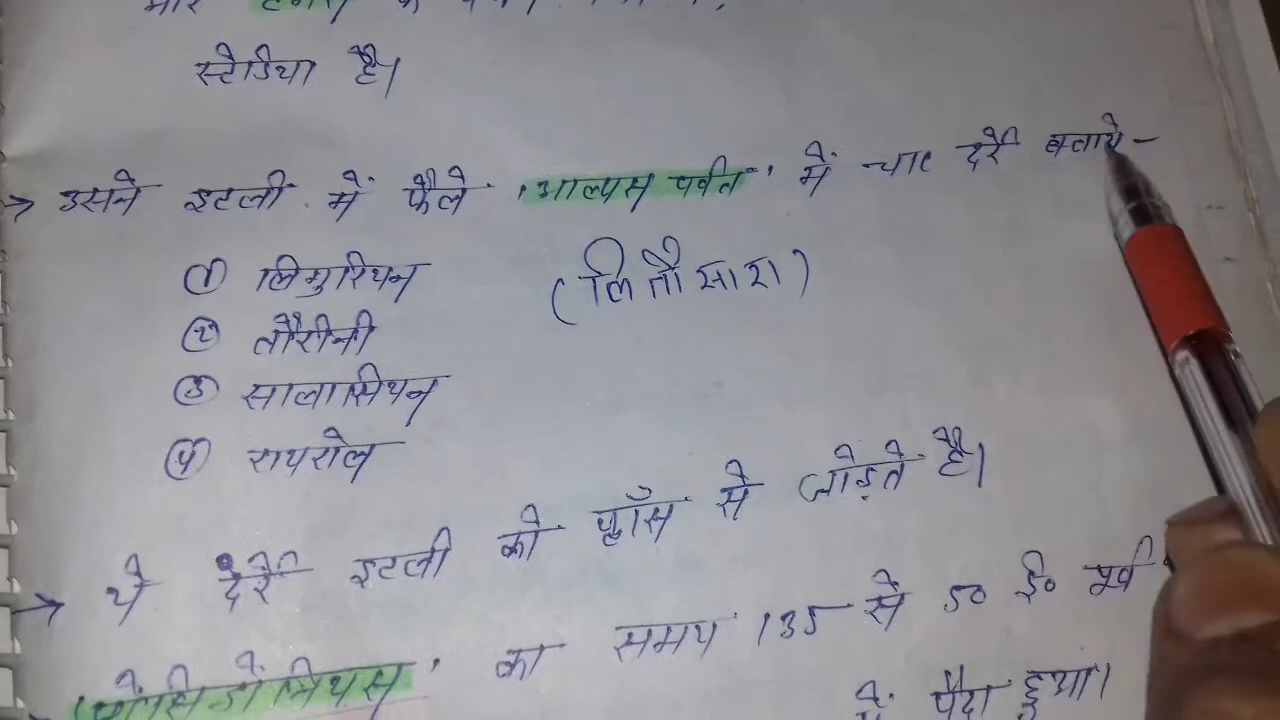 स्टेडिया है।
→ उसने इटली में फैले 'आल्पस पर्वत' में चार दर्रे बताये-
① लिगुरियन (लि तौ सा रा)
② तौरीनी
③ सालासियन
④ रायरोल
→ ये दर्रे इटली को फ्राँस से जोड़ते है।
'पोसिडोनियस' का समय 135 से 50 ई० पूर्व
में पैदा हुआ।